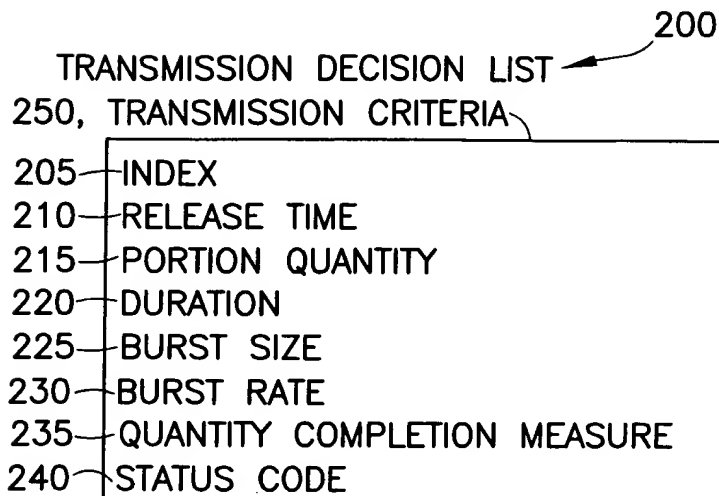 200
TRANSMISSION DECISION LIST
250, TRANSMISSION CRITERIA
205 INDEX
210 RELEASE TIME
215 PORTION QUANTITY
220 DURATION
225 BURST SIZE
230 BURST RATE
235 QUANTITY COMPLETION MEASURE
240 STATUS CODE